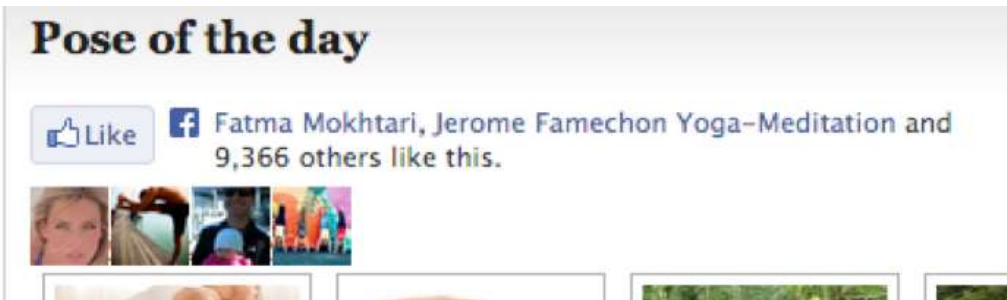 Pose of the day
Like
Fatma Mokhtari, Jerome Famechon Yoga-Meditation and
9,366 others like this.